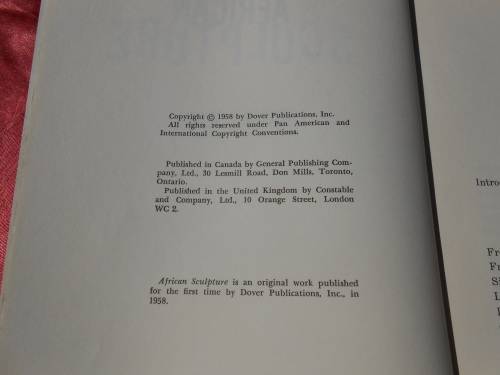 Copyright © 1958 by Dover Publications, Inc.
All rights reserved under Pan American and
International Copyright Conventions.
Published in Canada by General Publishing Com-
pany, Ltd., 30 Lesmill Road, Don Mills, Toronto,
Ontario.
Published in the United Kingdom by Constable
and Company, Ltd., 10 Orange Street, London
WC 2.
African Sculpture is an original work published
for the first time by Dover Publications, Inc., in
1958.